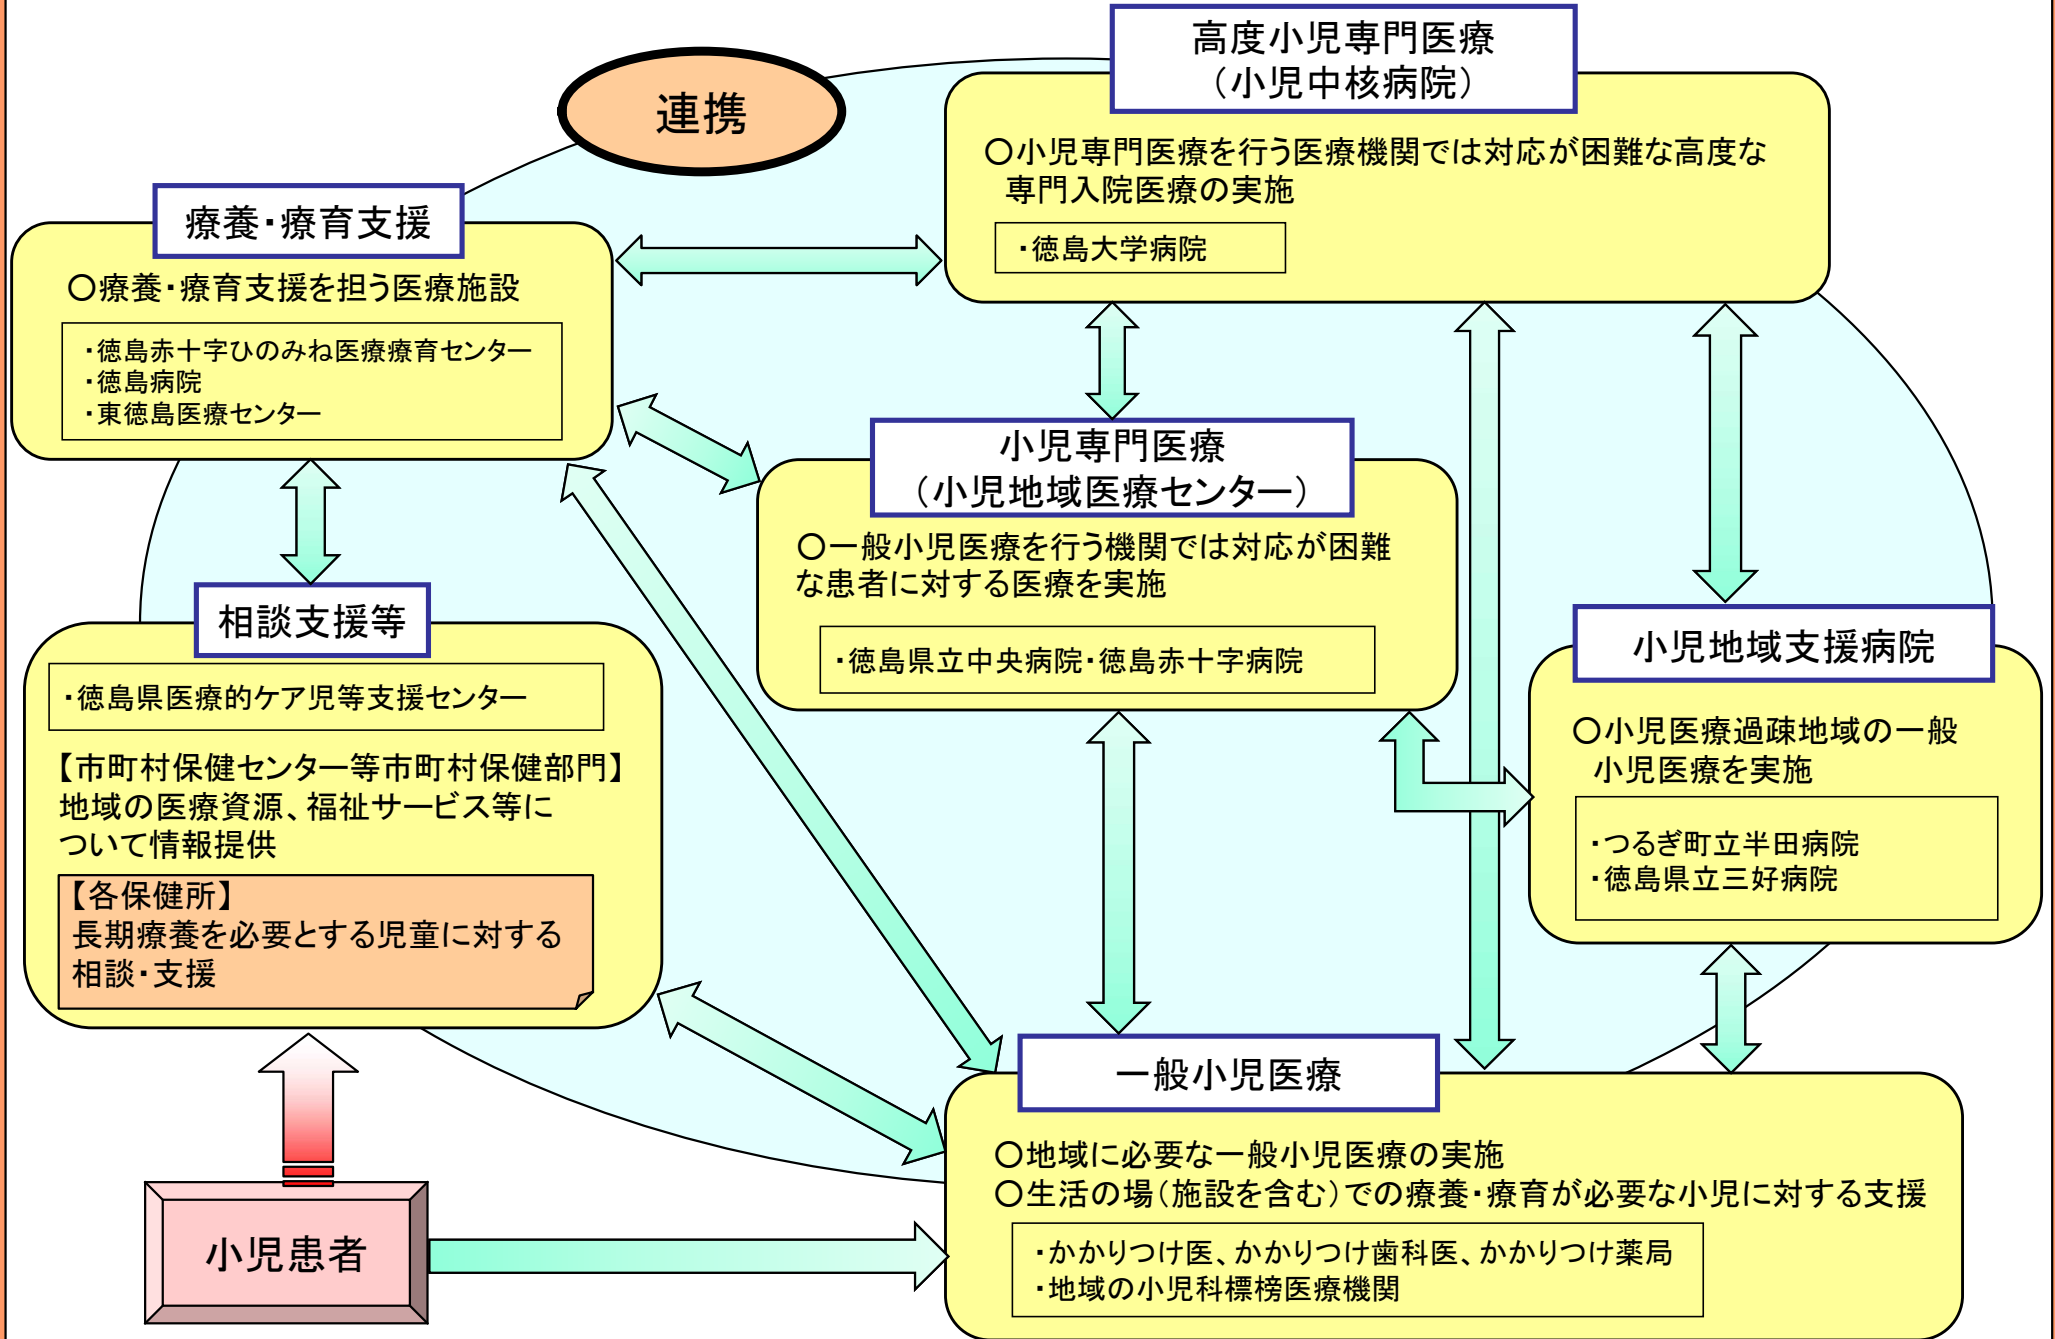 高度小児専門医療
（小児中核病院）
連携
○小児専門医療を行う医療機関では対応が困難な高度な
専門入院医療の実施
・徳島大学病院
療養・療育支援
○療養・療育支援を担う医療施設
・徳島赤十字ひのみね医療療育センター
・徳島病院
・東徳島医療センター
小児専門医療
（小児地域医療センター）
○一般小児医療を行う機関では対応が困難
な患者に対する医療を実施
・徳島県立中央病院・徳島赤十字病院
相談支援等
・徳島県医療的ケア児等支援センター
【市町村保健センター等市町村保健部門】
地域の医療資源、福祉サービス等に
ついて情報提供
【各保健所】
長期療養を必要とする児童に対する
相談・支援
小児地域支援病院
○小児医療過疎地域の一般
小児医療を実施
・つるぎ町立半田病院
・徳島県立三好病院
一般小児医療
○地域に必要な一般小児医療の実施
○生活の場（施設を含む）での療養・療育が必要な小児に対する支援
・かかりつけ医、かかりつけ歯科医、かかりつけ薬局
・地域の小児科標榜医療機関
小児患者